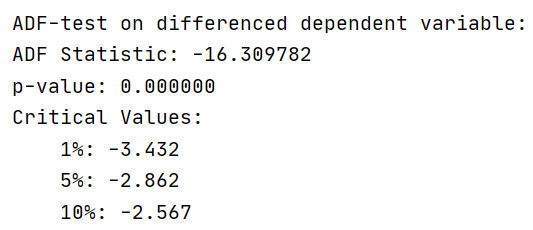 ADF-test on differenced dependent variable:
ADF Statistic: -16.309782
p-value: 0.000000
Critical Values:
    1%: -3.432
    5%: -2.862
    10%: -2.567